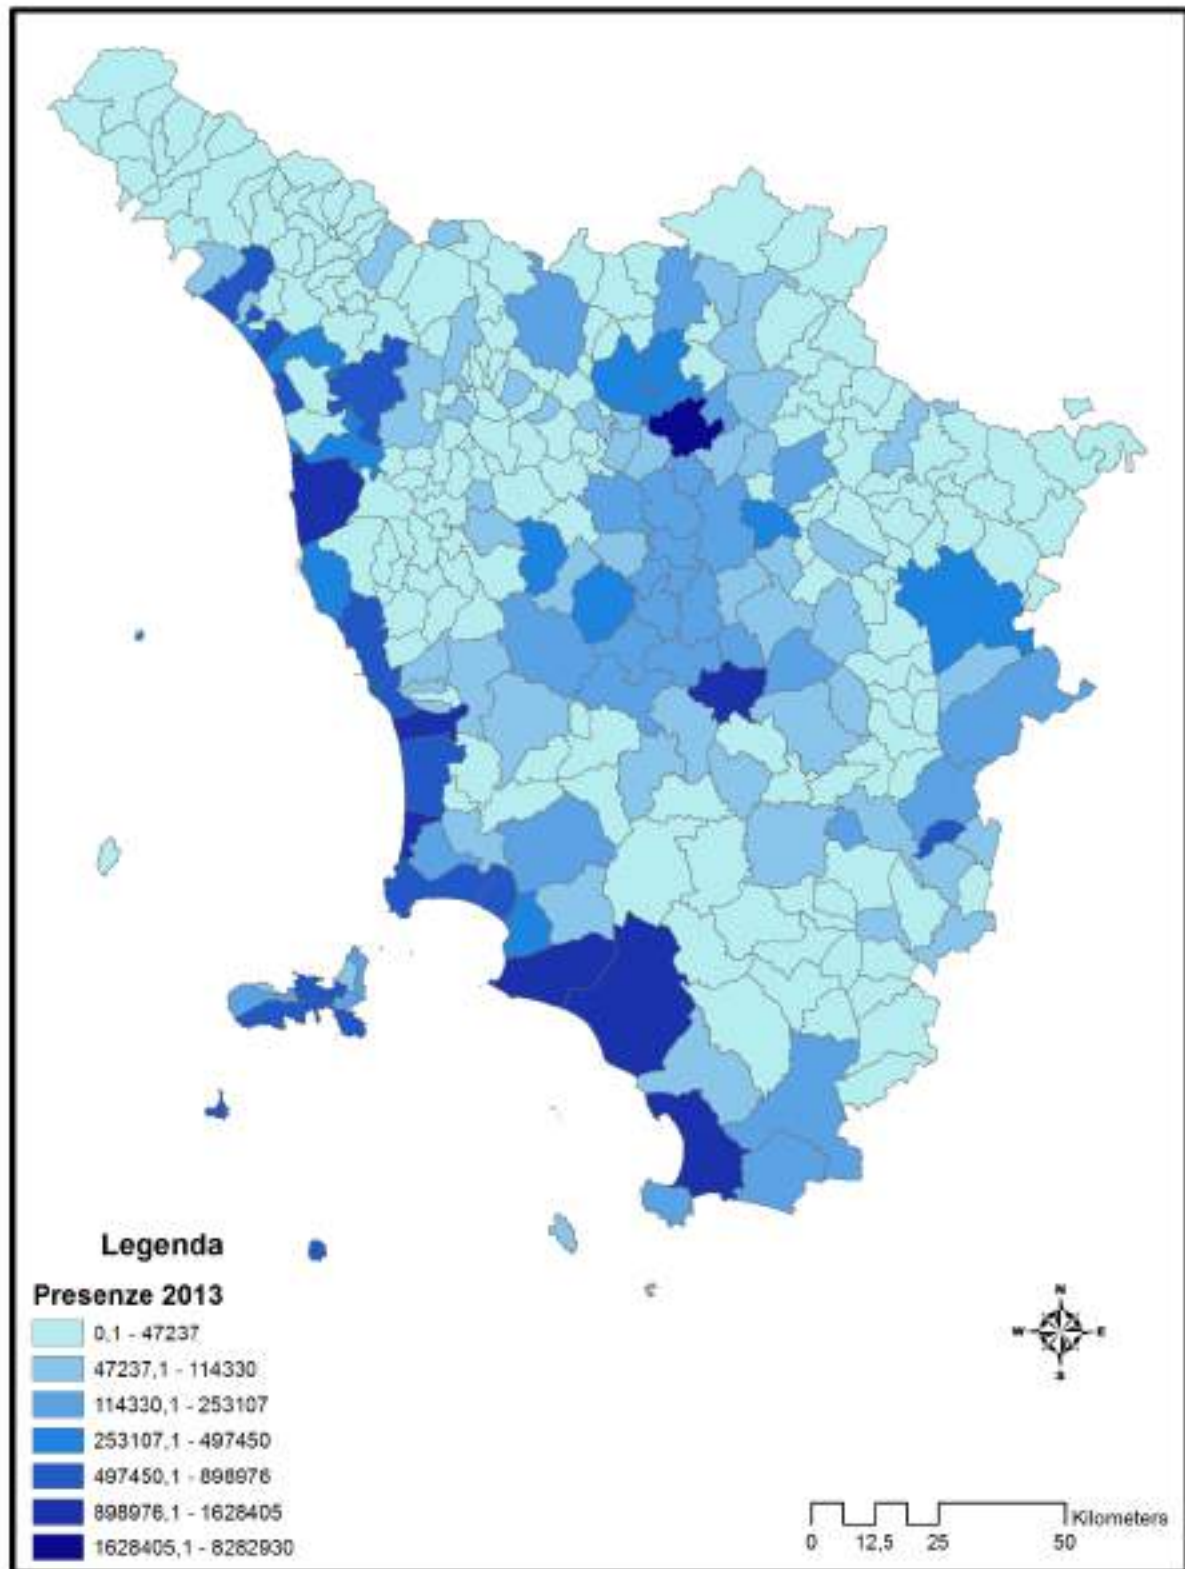 Legenda
Presenze 2013
0,1 - 47237
47237,1 - 114330
114330,1 - 253107
253107,1 - 497450
497450,1 - 898976
898976,1 - 1628405
1628405,1 - 8282930
N
W E
S
Kilometers
0 12,5 25 50